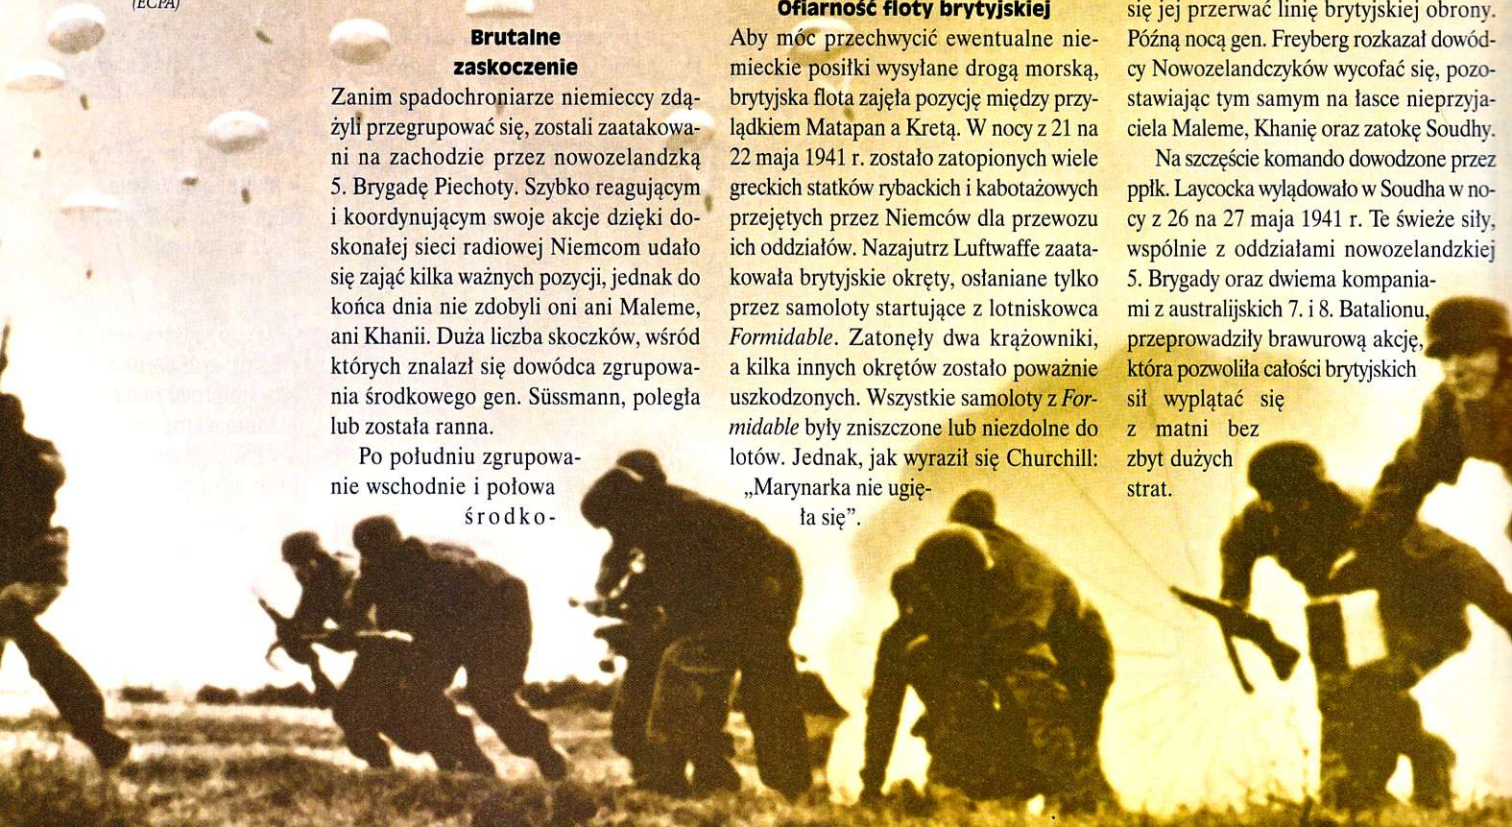 (ECPA)
Brutalne
zaskoczenie
Zanim spadochroniarze niemieccy zdą-
żyli przegrupować się, zostali zaatakowa-
ni na zachodzie przez nowozelandzką
5. Brygadę Piechoty. Szybko reagującym
i koordynującym swoje akcje dzięki do-
skonałej sieci radiowej Niemcom udało
się zająć kilka ważnych pozycji, jednak do
końca dnia nie zdobyli oni ani Maleme,
ani Khanii. Duża liczba skoczków, wśród
których znalazł się dowódca zgrupowa-
nia środkowego gen. Süssmann, poległa
lub została ranna.
Po południu zgrupowa-
nie wschodnie i połowa
środko-
Ofiarność floty brytyjskiej
Aby móc przechwycić ewentualne nie-
mieckie posiłki wysyłane drogą morską,
brytyjska flota zajęła pozycję między przy-
lądkiem Matapan a Kretą. W nocy z 21 na
22 maja 1941 r. zostało zatopionych wiele
greckich statków rybackich i kabotażowych
przejętych przez Niemców dla przewozu
ich oddziałów. Nazajutrz Luftwaffe zaata-
kowała brytyjskie okręty, osłaniane tylko
przez samoloty startujące z lotniskowca
Formidable. Zatonęły dwa krążowniki,
a kilka innych okrętów zostało poważnie
uszkodzonych. Wszystkie samoloty z For-
midable były zniszczone lub niezdolne do
lotów. Jednak, jak wyraził się Churchill:
„Marynarka nie ugię-
ła się”.
się jej przerwać linię brytyjskiej obrony.
Późną nocą gen. Freyberg rozkazał dowód-
cy Nowozelandczyków wycofać się, pozo-
stawiając tym samym na łasce nieprzyja-
ciela Maleme, Khanię oraz zatokę Soudhy.
Na szczęście komando dowodzone przez
ppłk. Laycocka wylądowało w Soudha w no-
cy z 26 na 27 maja 1941 r. Te świeże siły,
wspólnie z oddziałami nowozelandzkiej
5. Brygady oraz dwiema kompania-
mi z australijskich 7. i 8. Batalionu,
przeprowadziły brawurową akcję,
która pozwoliła całości brytyjskich
sił wyplątać się
z matni bez
zbyt dużych
strat.